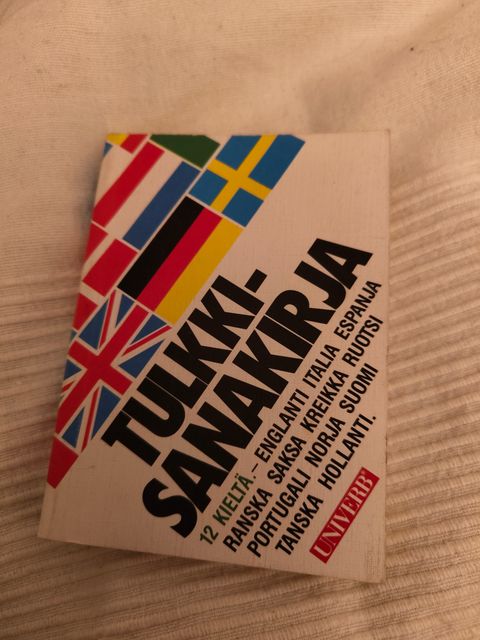 TULKKI-
SANAKIRJA
12 KIELTÄ.– ENGLANTI ITALIA ESPANJA
RANSKA SAKSA KREIKKA RUOTSI
PORTUGALI NORJA SUOMI
TANSKA HOLLANTI.
UNIVERB